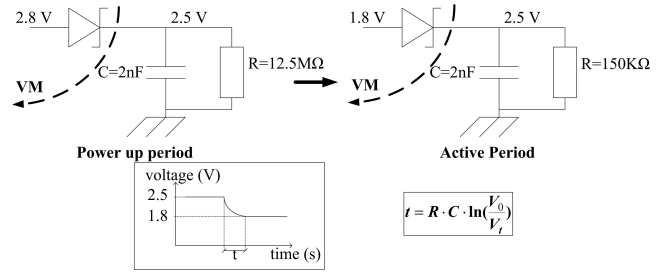 2.8 V
2.5 V
C=2nF
R=12.5MΩ
VM
Power up period
1.8 V
2.5 V
C=2nF
R=150KΩ
VM
Active Period
voltage (V)
2.5
1.8
t
time (s)
t = R · C · ln(V0/Vt)